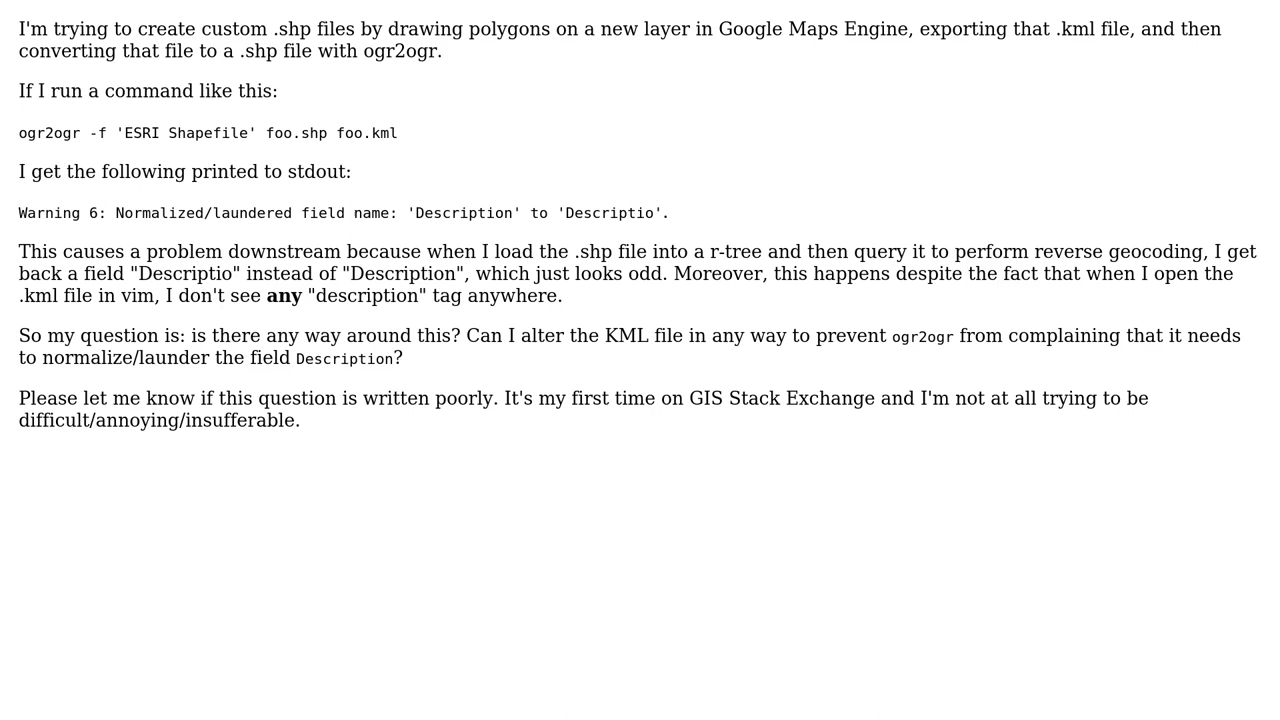 I'm trying to create custom .shp files by drawing polygons on a new layer in Google Maps Engine, exporting that .kml file, and then
converting that file to a .shp file with ogr2ogr.
If I run a command like this:
ogr2ogr -f 'ESRI Shapefile' foo.shp foo.kml
I get the following printed to stdout:
Warning 6: Normalized/laundered field name: 'Description' to 'Descriptio'.
This causes a problem downstream because when I load the .shp file into a r-tree and then query it to perform reverse geocoding, I get
back a field "Descriptio" instead of "Description", which just looks odd. Moreover, this happens despite the fact that when I open the
.kml file in vim, I don't see any "description" tag anywhere.
So my question is: is there any way around this? Can I alter the KML file in any way to prevent ogr2ogr from complaining that it needs
to normalize/launder the field Description?
Please let me know if this question is written poorly. It's my first time on GIS Stack Exchange and I'm not at all trying to be
difficult/annoying/insufferable.